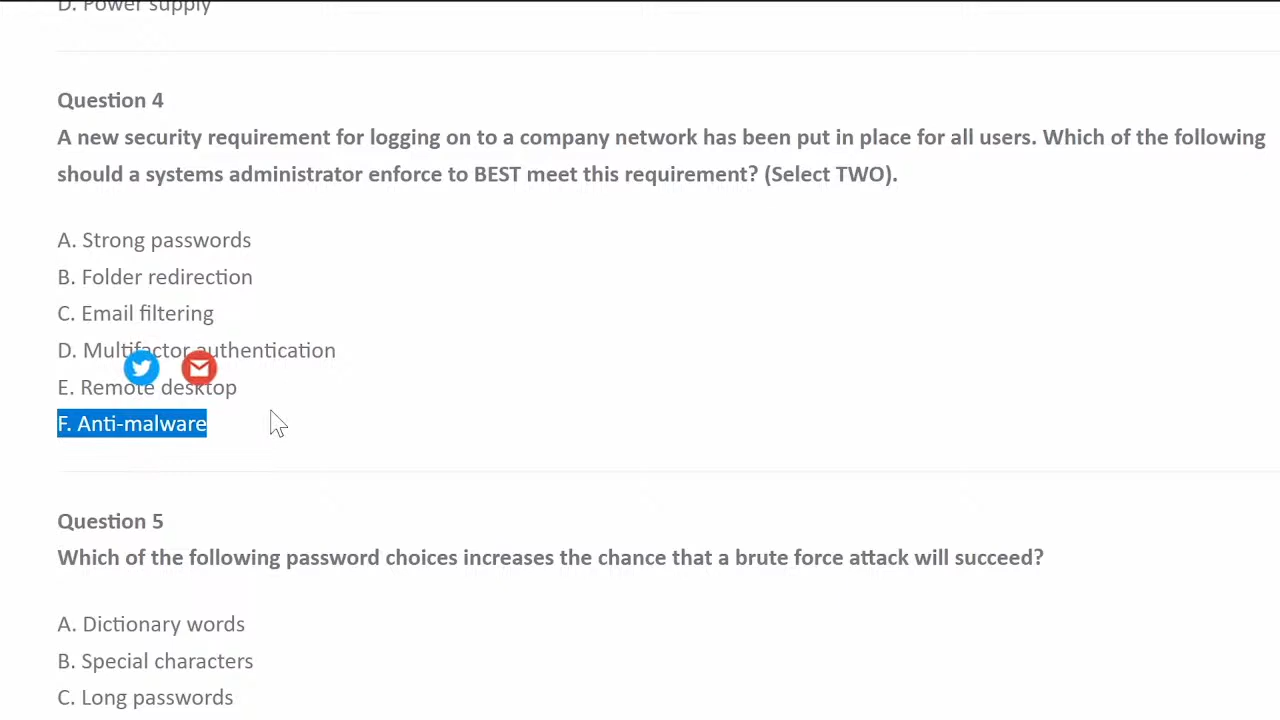 D. Power supply
Question 4
A new security requirement for logging on to a company network has been put in place for all users. Which of the following
should a systems administrator enforce to BEST meet this requirement? (Select TWO).
A. Strong passwords
B. Folder redirection
C. Email filtering
D. Multifactor authentication
E. Remote desktop
F. Anti-malware
Question 5
Which of the following password choices increases the chance that a brute force attack will succeed?
A. Dictionary words
B. Special characters
C. Long passwords